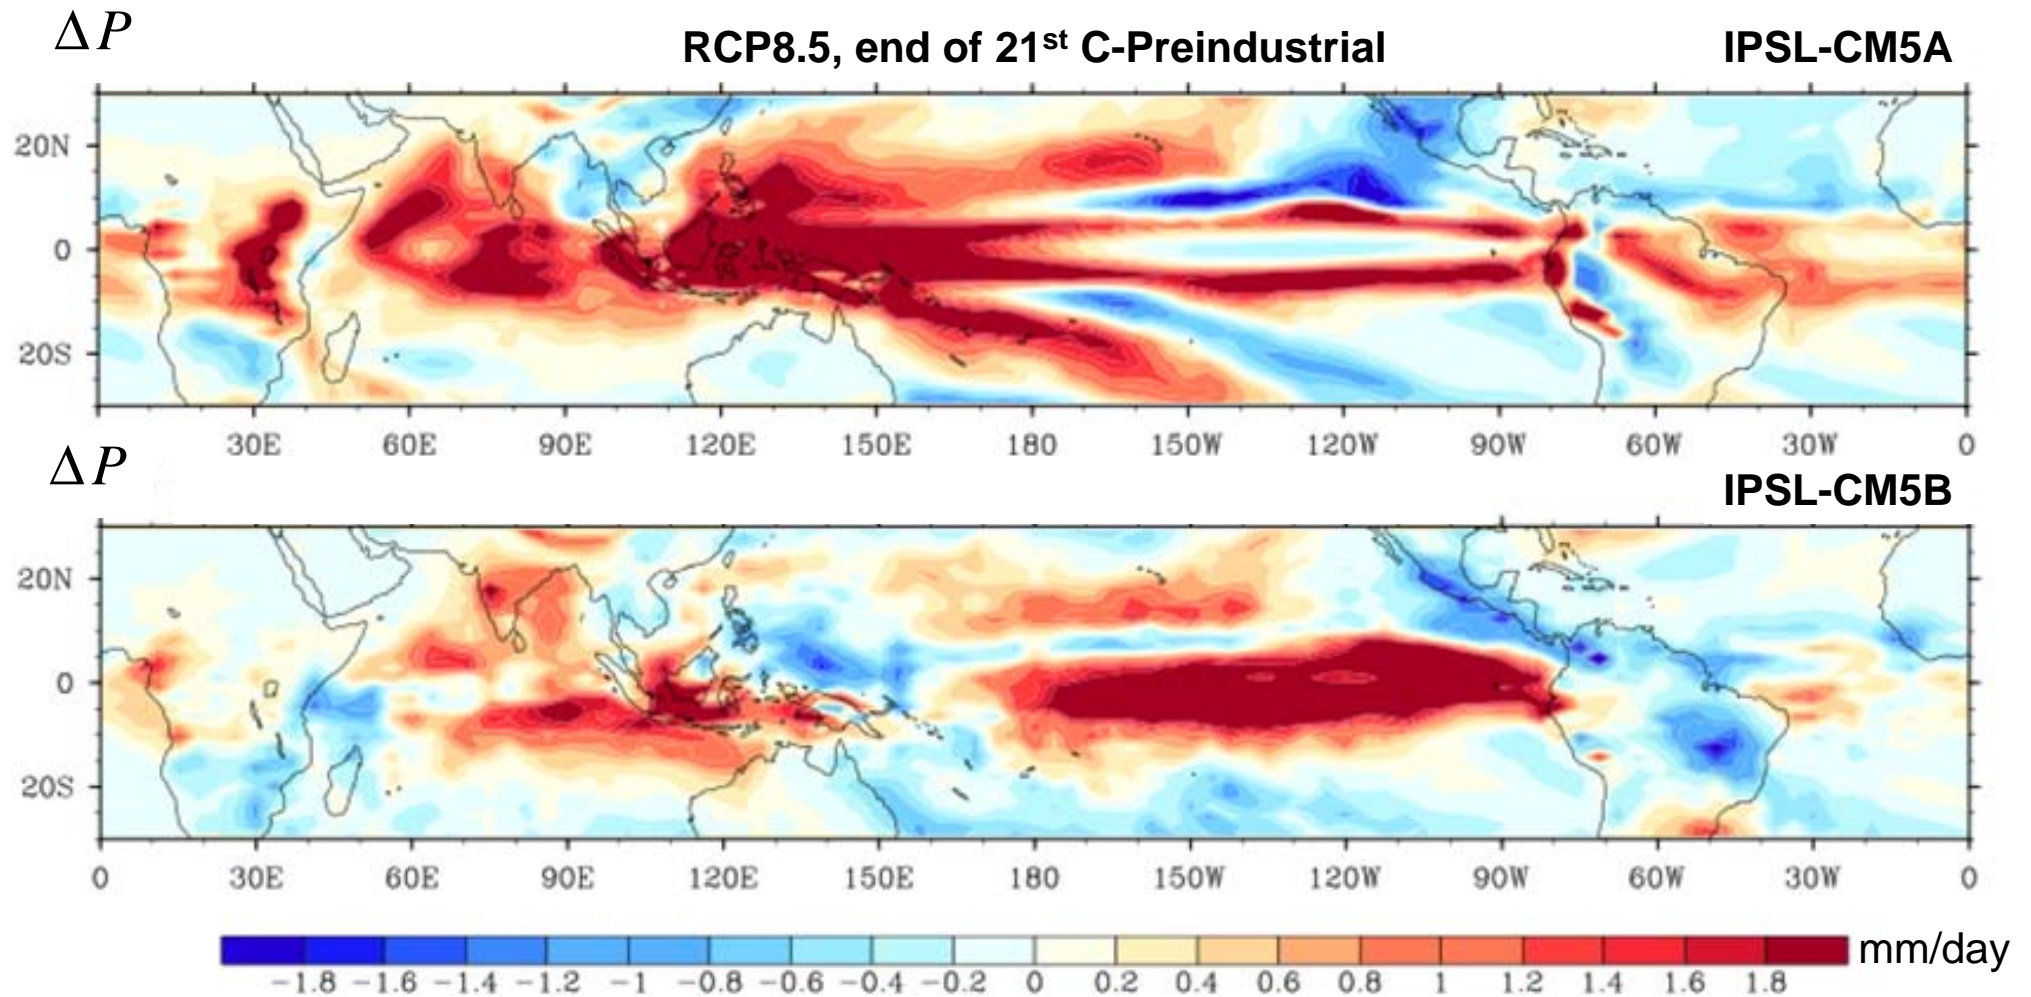 ΔP
RCP8.5, end of 21st C-Preindustrial IPSL-CM5A
20N
0
20S
30E 60E 90E 120E 150E 180 150W 120W 90W 60W 30W 0
ΔP
IPSL-CM5B
20N
0
20S
0 30E 60E 90E 120E 150E 180 150W 120W 90W 60W 30W 0
−1.8 −1.6 −1.4 −1.2 −1 −0.8 −0.6 −0.4 −0.2 0 0.2 0.4 0.6 0.8 1 1.2 1.4 1.6 1.8 mm/day